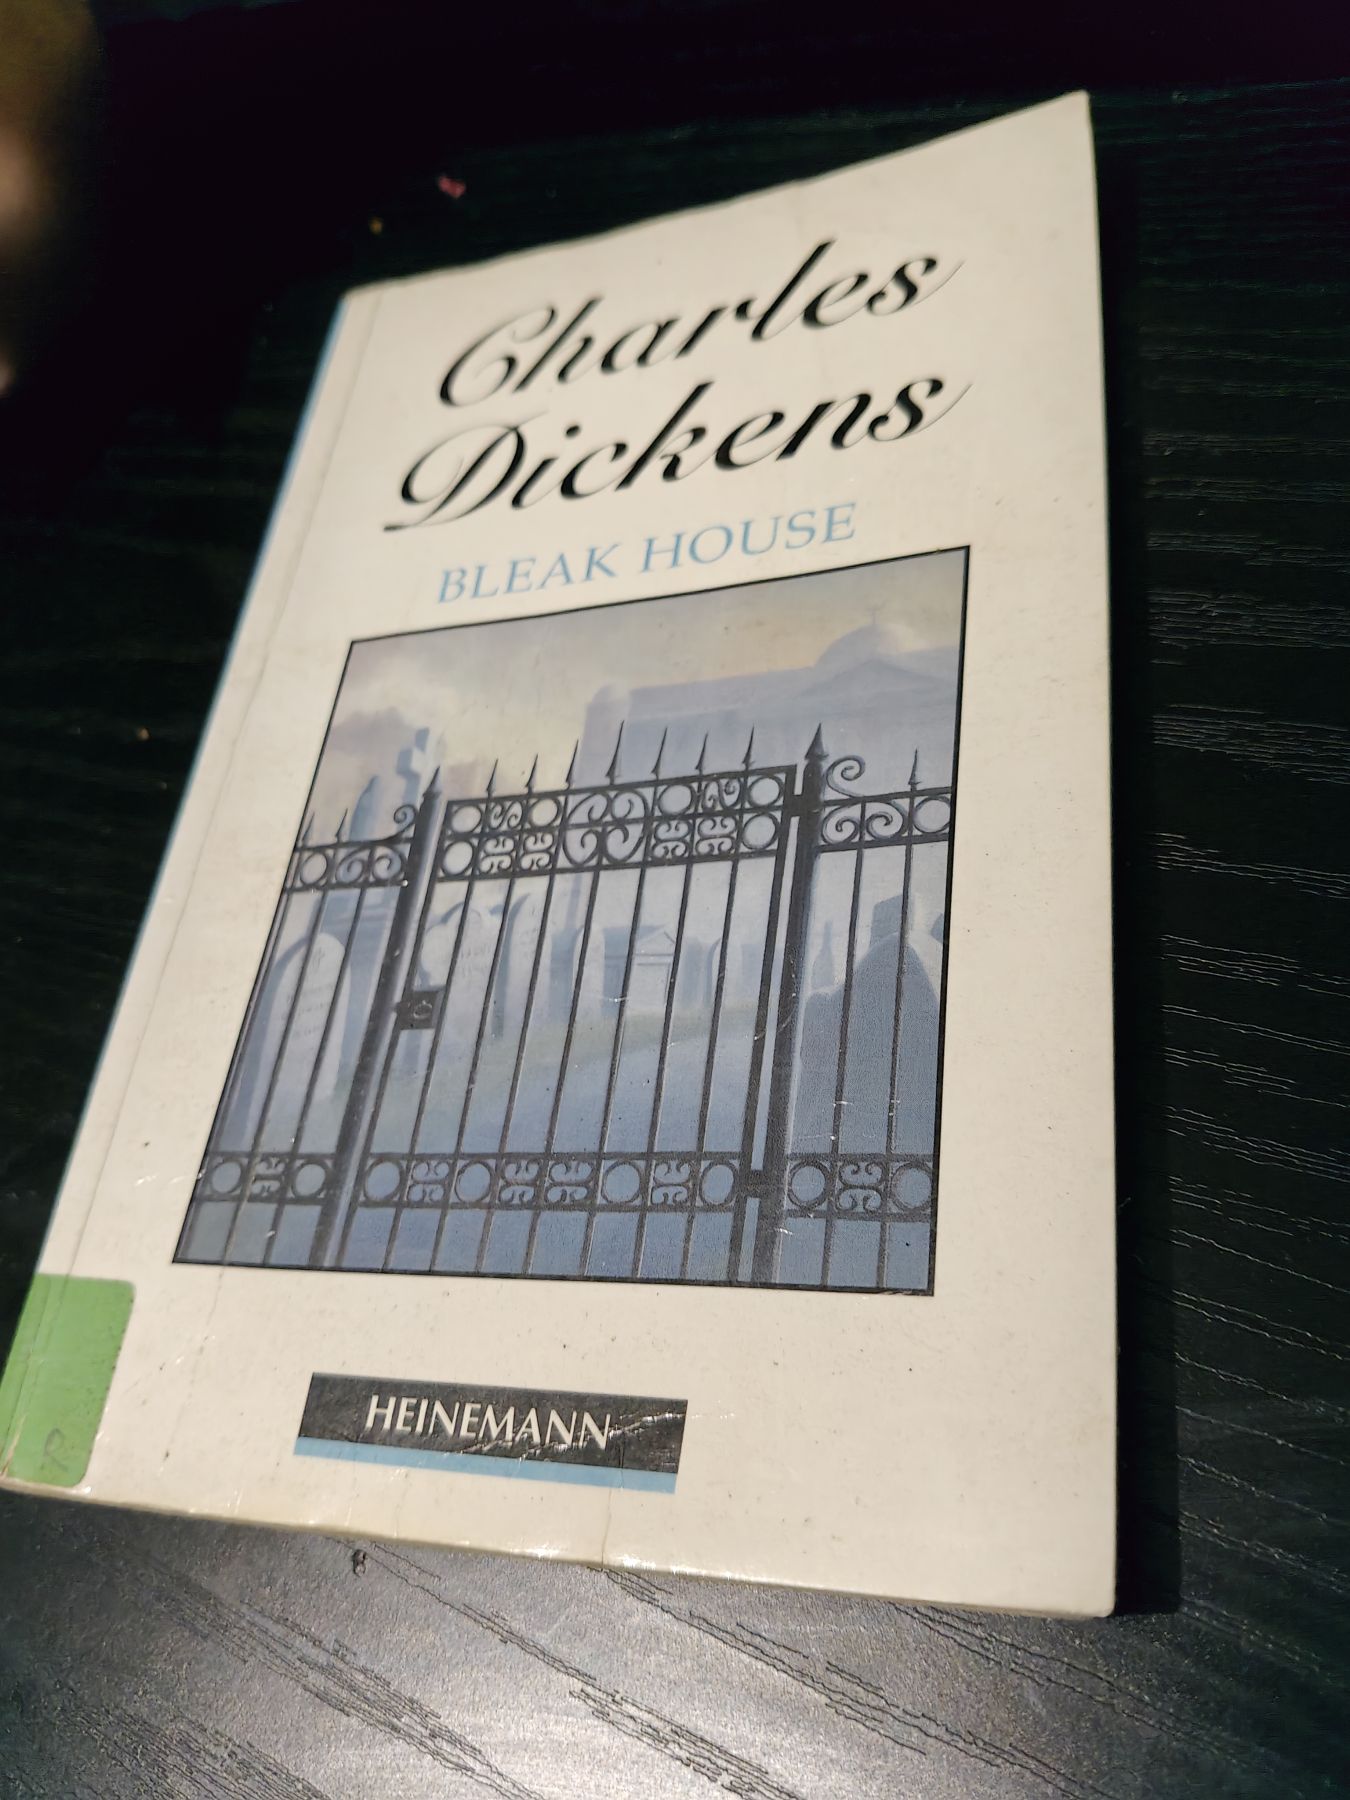 Charles
Dickens
BLEAK HOUSE
HEINEMANN